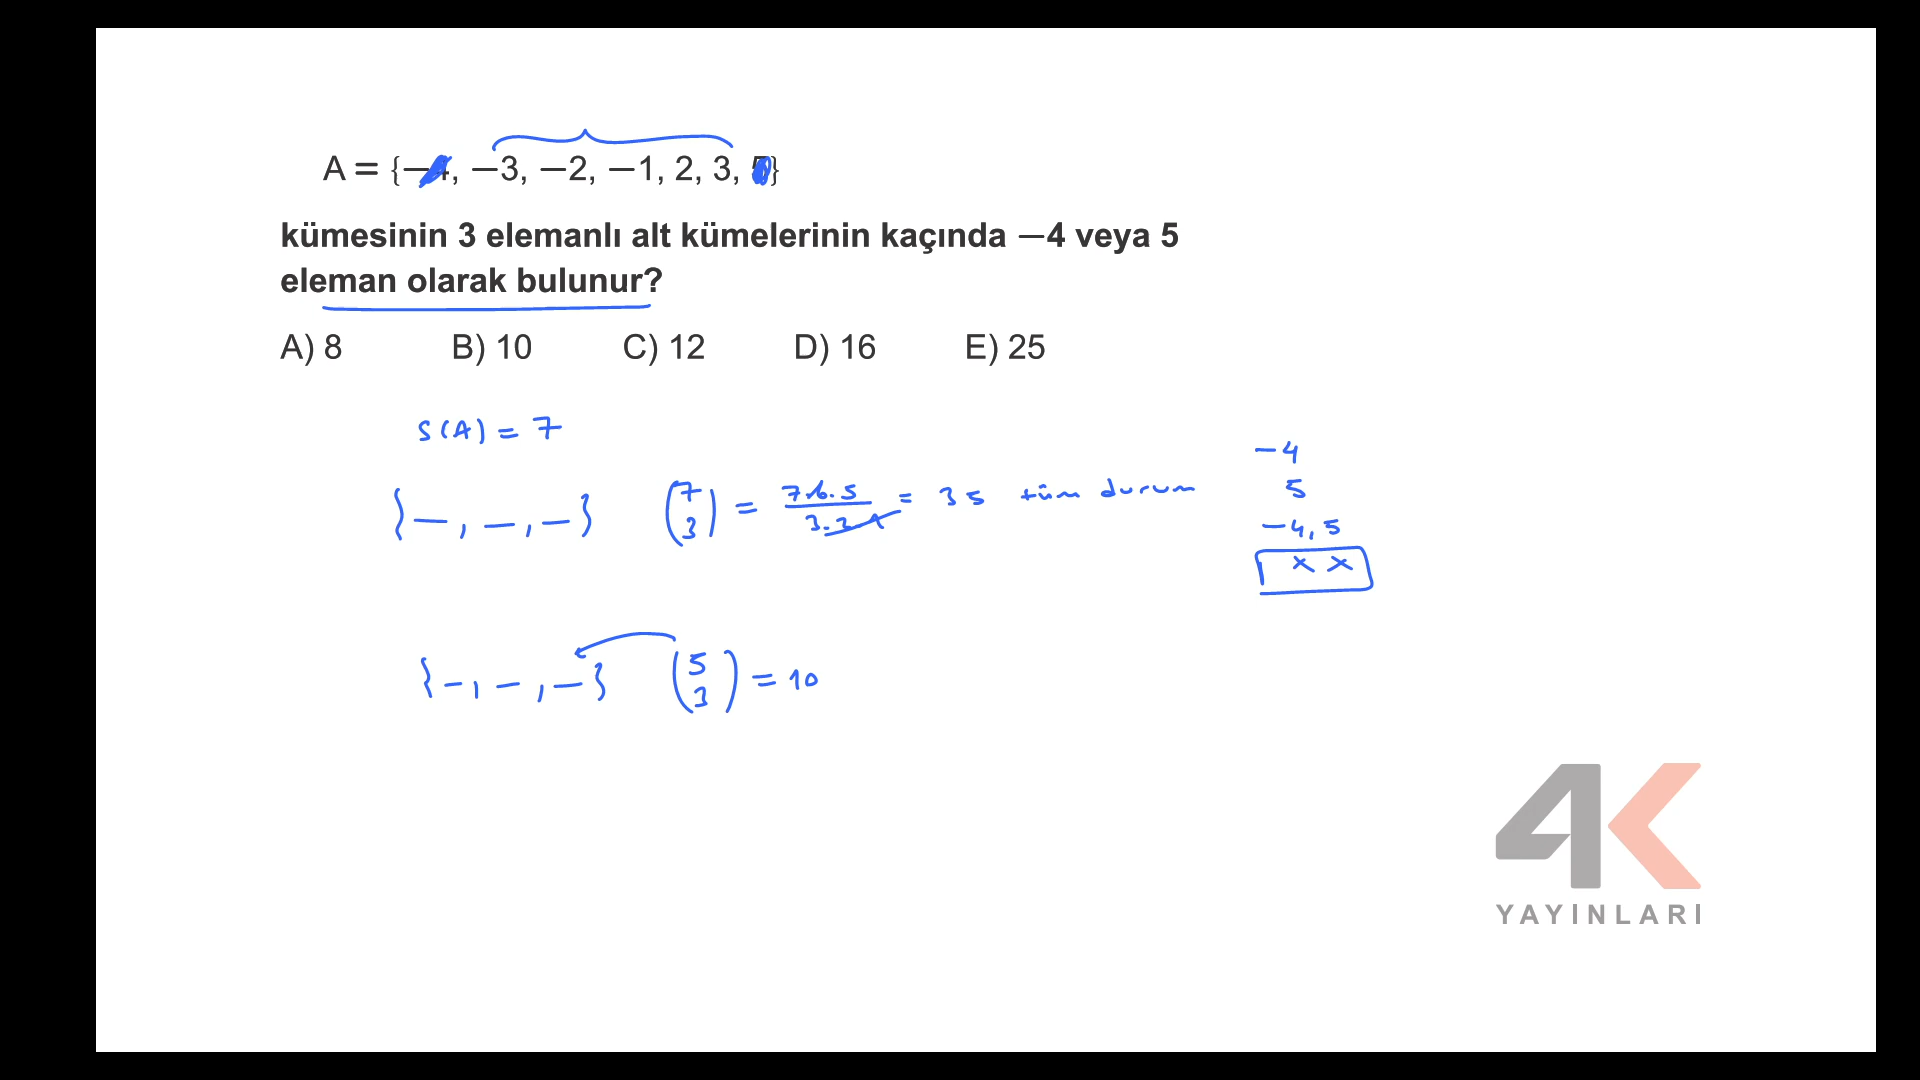 A = {−4, −3, −2, −1, 2, 3, 5}
kümesinin 3 elemanlı alt kümelerinin kaçında −4 veya 5
eleman olarak bulunur?
A) 8 B) 10 C) 12 D) 16 E) 25
S(A) = 7
{—, —, —} (7 3) = 7.6.5 / 3.2.1 = 35 tüm durum
−4
5
−4, 5
x x
{—, —, —} (5 3) = 10
4K
YAYINLARI